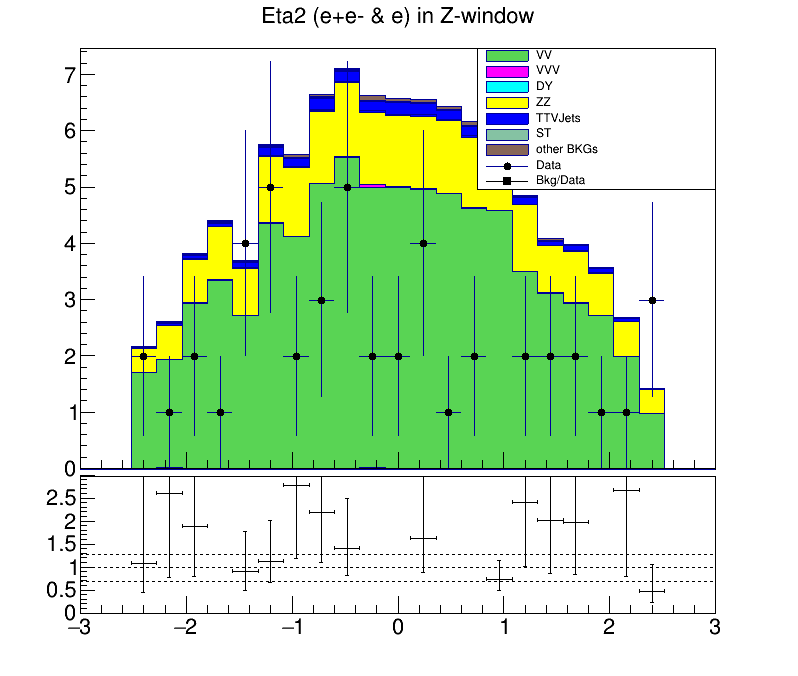 Eta2 (e+e- & e) in Z-window
7
6
5
4
3
2
1
0
VV
VVV
DY
ZZ
TTVJets
ST
other BKGs
Data
Bkg/Data
2.5
2
1.5
1
0.5
0
−3 −2 −1 0 1 2 3